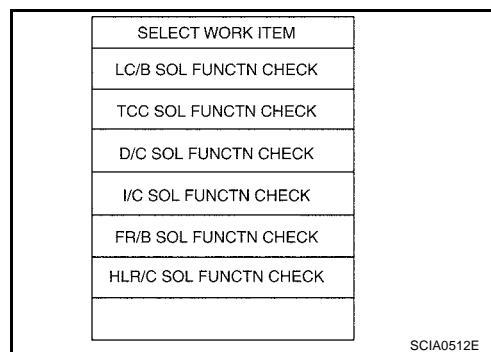 SELECT WORK ITEM
LC/B SOL FUNCTN CHECK
TCC SOL FUNCTN CHECK
D/C SOL FUNCTN CHECK
I/C SOL FUNCTN CHECK
FR/B SOL FUNCTN CHECK
HLR/C SOL FUNCTN CHECK
SCIA0512E